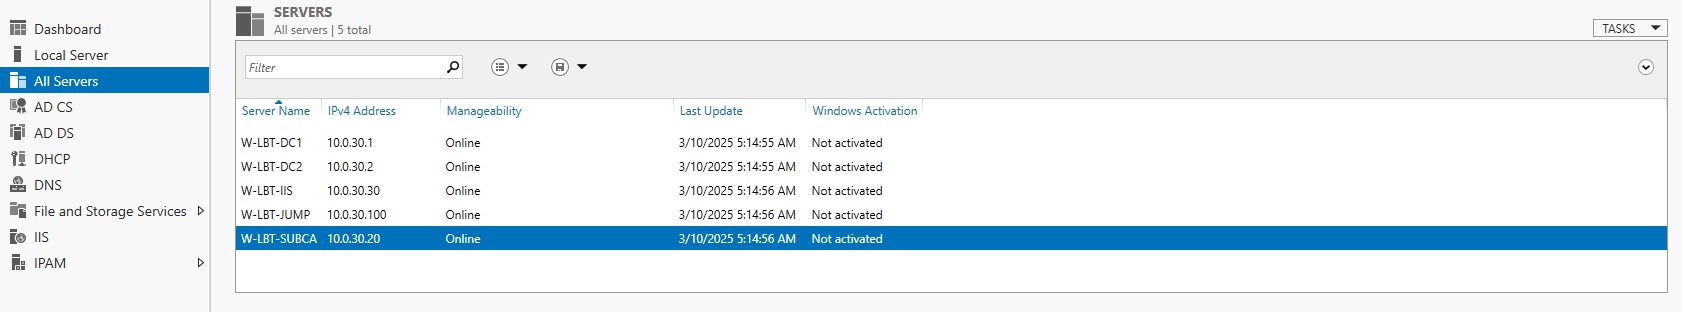 Dashboard
Local Server
All Servers
AD CS
AD DS
DHCP
DNS
File and Storage Services
IIS
IPAM
SERVERS
All servers | 5 total
TASKS
Filter
Server Name IPv4 Address Manageability Last Update Windows Activation
W-LBT-DC1 10.0.30.1 Online 3/10/2025 5:14:55 AM Not activated
W-LBT-DC2 10.0.30.2 Online 3/10/2025 5:14:55 AM Not activated
W-LBT-IIS 10.0.30.30 Online 3/10/2025 5:14:56 AM Not activated
W-LBT-JUMP 10.0.30.100 Online 3/10/2025 5:14:56 AM Not activated
W-LBT-SUBCA 10.0.30.20 Online 3/10/2025 5:14:56 AM Not activated